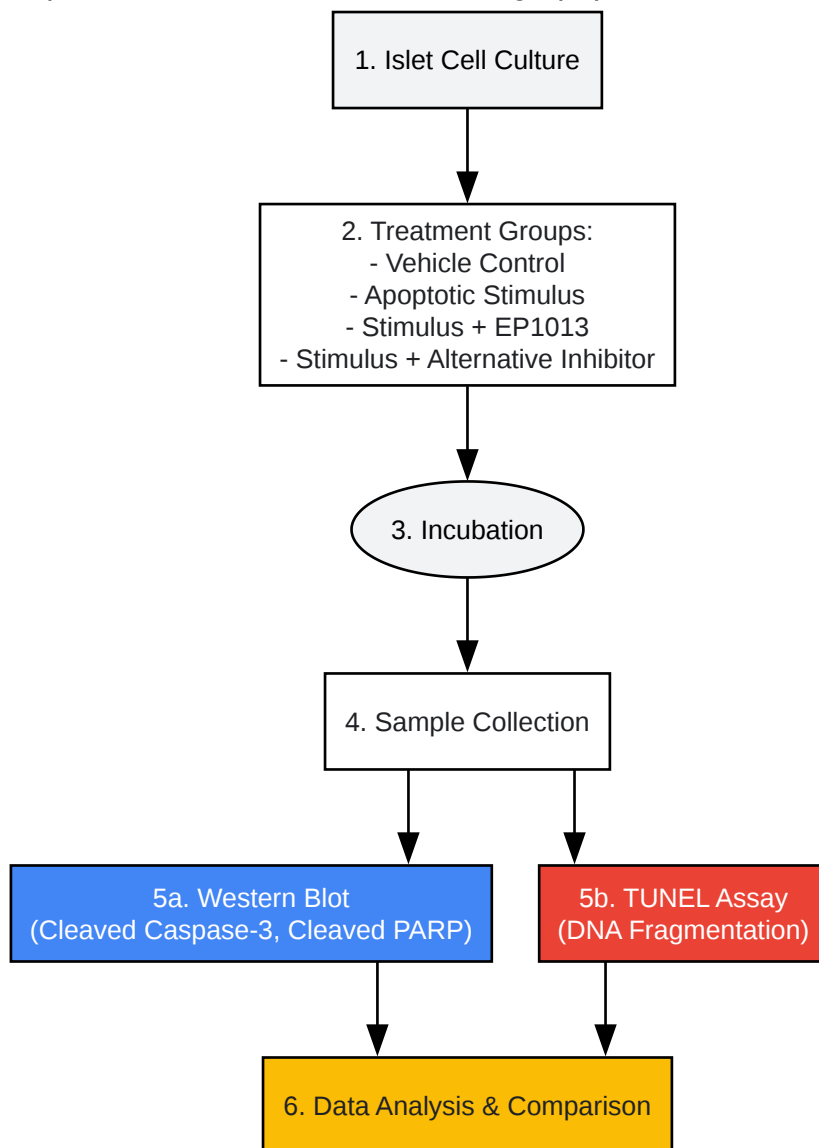 1. Islet Cell Culture
2. Treatment Groups:
- Vehicle Control
- Apoptotic Stimulus
- Stimulus + EP1013
- Stimulus + Alternative Inhibitor
3. Incubation
4. Sample Collection
5a. Western Blot
(Cleaved Caspase-3, Cleaved PARP)
5b. TUNEL Assay
(DNA Fragmentation)
6. Data Analysis & Comparison